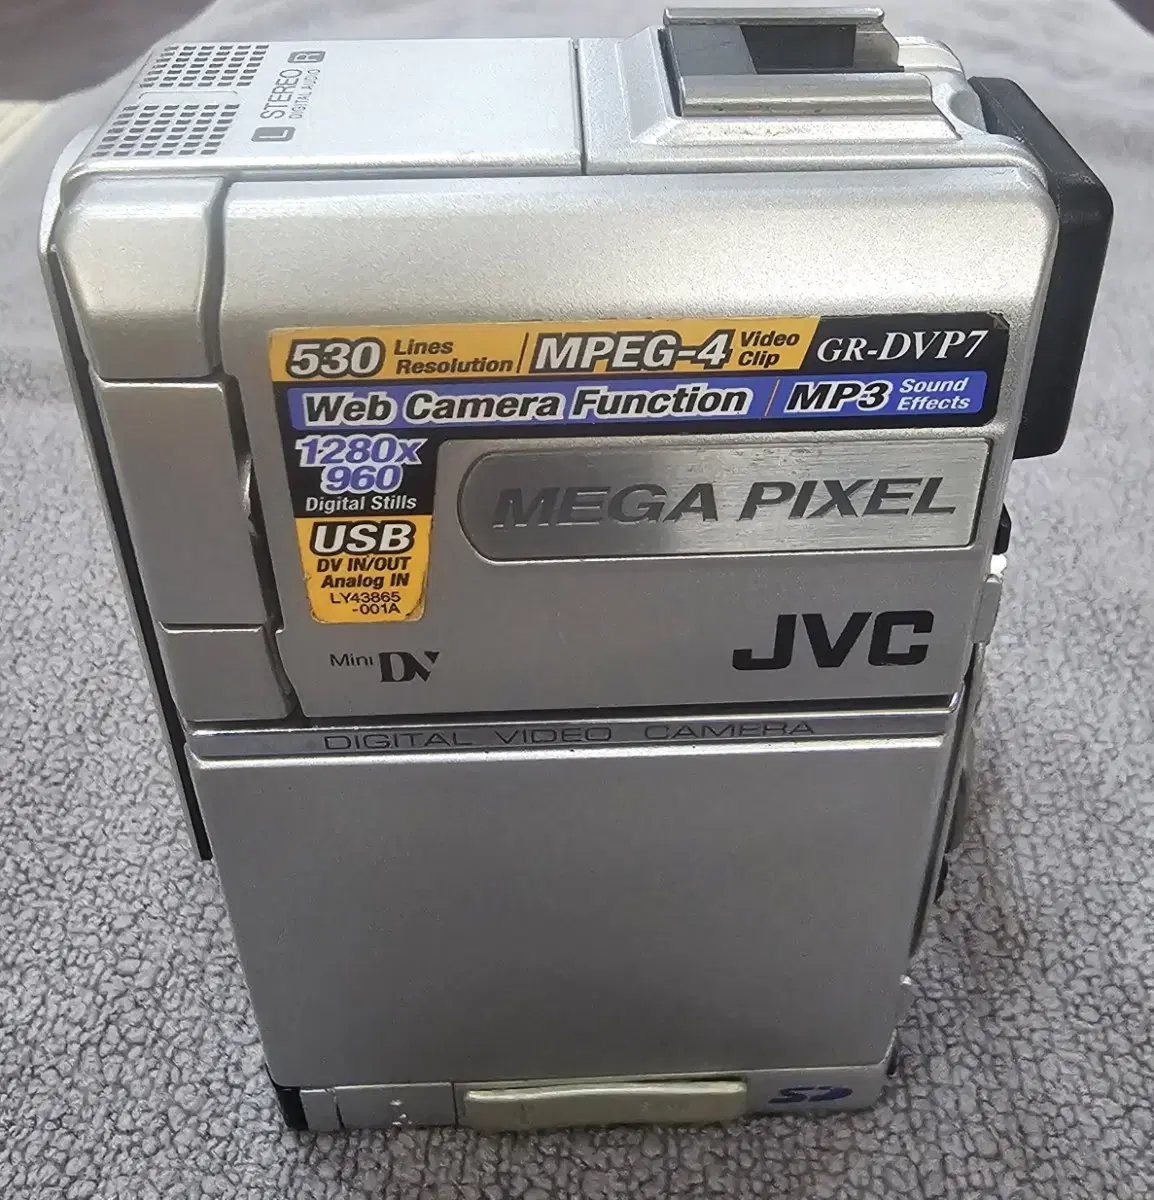 L STEREO R
DIGITAL AUDIO
530 Lines Resolution MPEG-4 Video Clip GR-DVP7
Web Camera Function MP3 Sound Effects
1280x
960
Digital Stills
USB
DV IN/OUT
Analog IN
LY43865
-001A
MEGA PIXEL
Mini DV
JVC
DIGITAL VIDEO CAMERA
SD